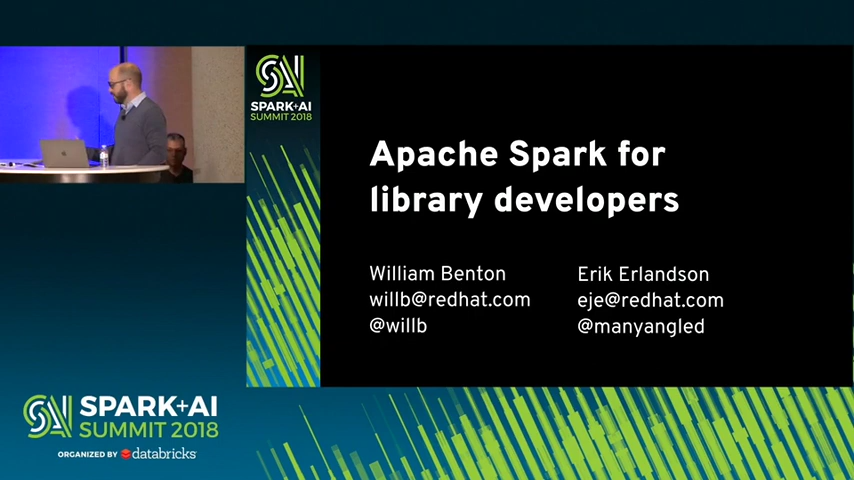 SPARK+AI
SUMMIT 2018
Apache Spark for
library developers
William Benton
willb@redhat.com
@willb
Erik Erlandson
eje@redhat.com
@manyangled
SPARK+AI
SUMMIT 2018
ORGANIZED BY databricks